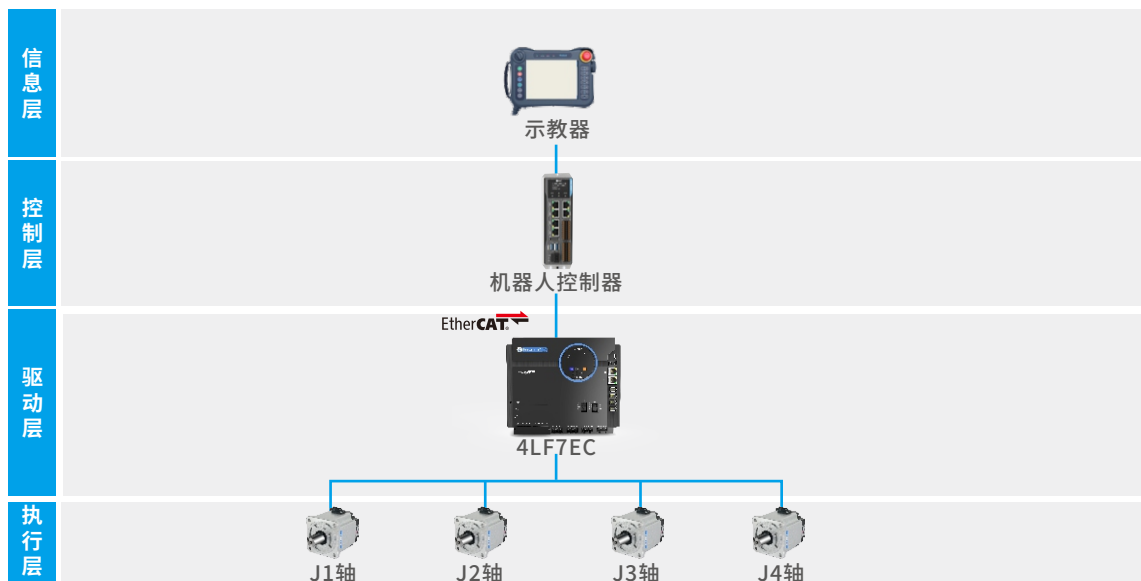 信息层
示教器
控制层
机器人控制器
驱动层
EtherCAT®
4LF7EC
执行层
J1轴
J2轴
J3轴
J4轴